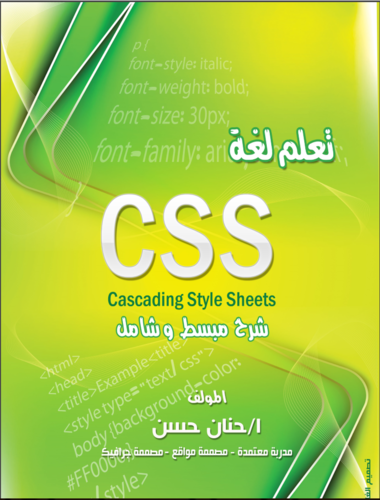 p {
font-style: italic;
font-weight: bold;
font-size: 30px;
font-family: ari
تعلم لغة
CSS
Cascading Style Sheets
شرح مبسط و شامل
<html>
<head>
<title>Example<title
<style type="text/css">
body{background-color:
#FF0000}
المؤلف
ا/حنان حسن
مدربة معتمدة - مصممة مواقع - مصممة جرافيك
تصميم